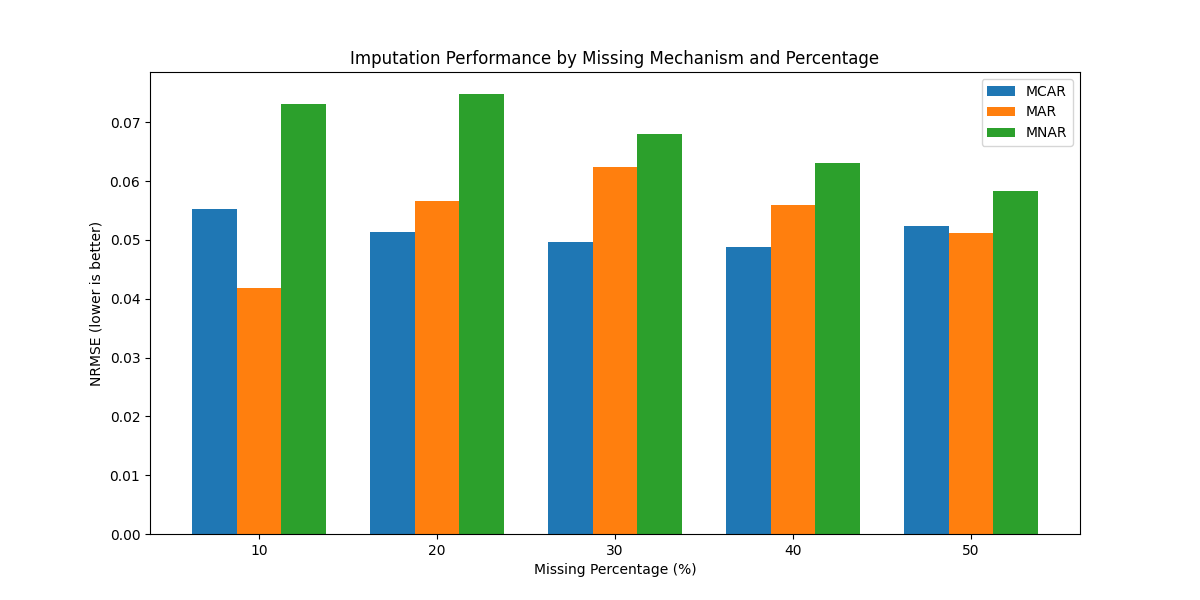 Imputation Performance by Missing Mechanism and Percentage
MCAR
MAR
MNAR
NRMSE (lower is better)
0.07
0.06
0.05
0.04
0.03
0.02
0.01
0.00
10 20 30 40 50
Missing Percentage (%)